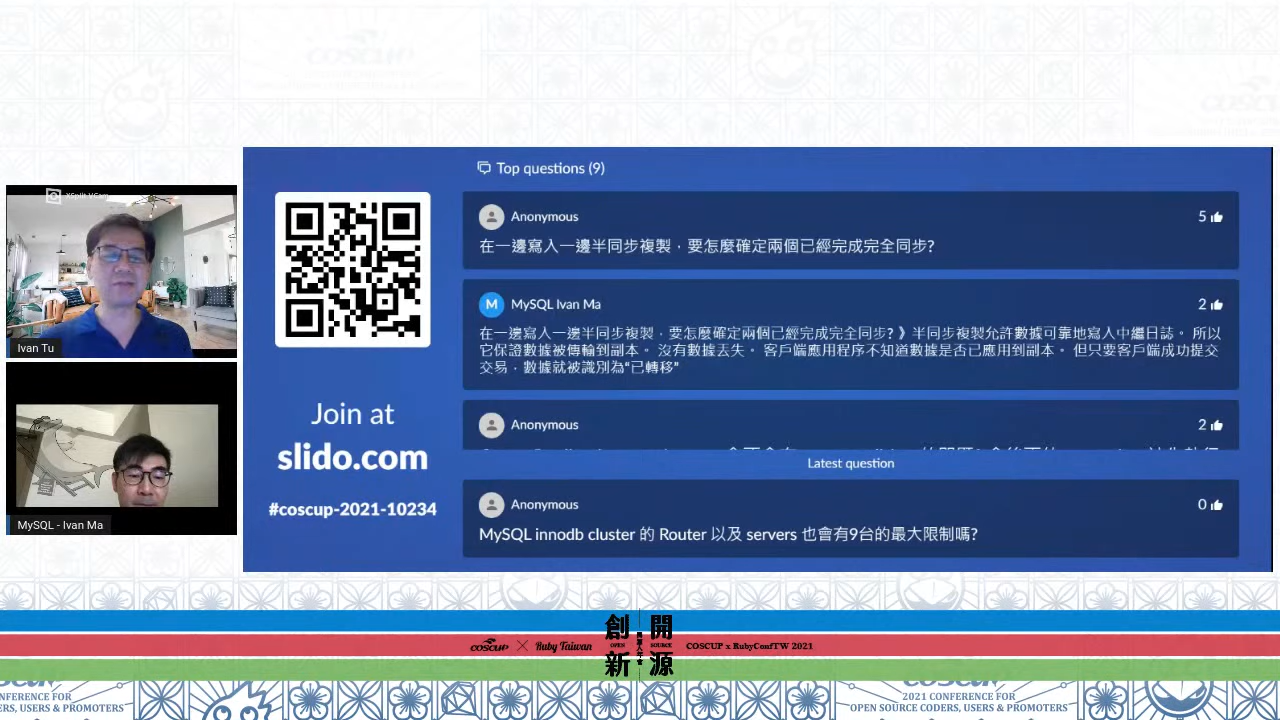 COSCUP
XSplit VCam
Ivan Tu
MySQL - Ivan Ma
Join at
slido.com
#coscup-2021-10234
Top questions (9)
Anonymous
5
在一邊寫入一邊半同步複製，要怎麼確定兩個已經完成完全同步?
M
MySQL Ivan Ma
2
在一邊寫入一邊半同步複製，要怎麼確定兩個已經完成完全同步? 》半同步複製允許數據可靠地寫入中繼日誌。 所以
它保證數據被傳輸到副本。 沒有數據丟失。 客戶端應用程序不知道數據是否已應用到副本。 但只要客戶端成功提交
交易，數據就被識別為“已轉移”
Anonymous
2
Latest question
Anonymous
0
MySQL innodb cluster 的 Router 以及 servers 也會有9台的最大限制嗎?
COSCUP
Ruby Taiwan
創 開
OPEN SOURCE
新 源
COSCUP x RubyConfTW 2021
NFERENCE FOR
ERS, USERS & PROMOTERS
2021 CONFERENCE FOR
OPEN SOURCE CODERS, USERS & PROMOTERS